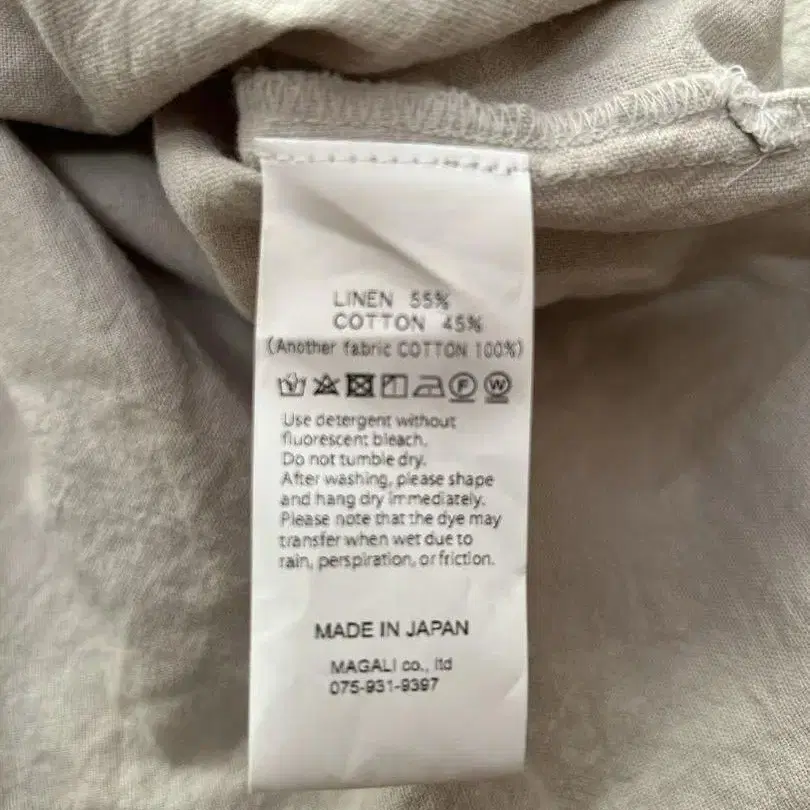 LINEN 55%
COTTON 45%
(Another fabric COTTON 100%)
F W
Use detergent without
fluorescent bleach.
Do not tumble dry.
After washing, please shape
and hang dry immediately.
Please note that the dye may
transfer when wet due to
rain, perspiration, or friction.
MADE IN JAPAN
MAGALI co., ltd
075-931-9397